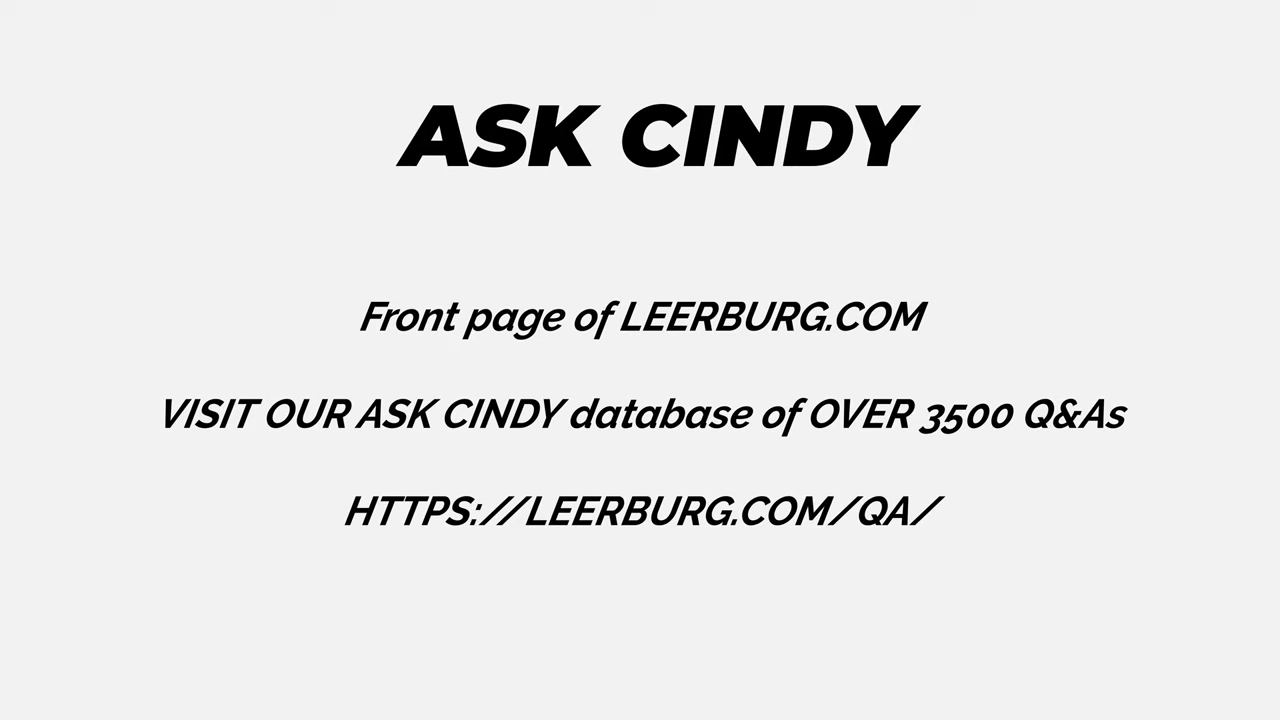 ASK CINDY
Front page of LEERBURG.COM
VISIT OUR ASK CINDY database of OVER 3500 Q&As
HTTPS://LEERBURG.COM/QA/